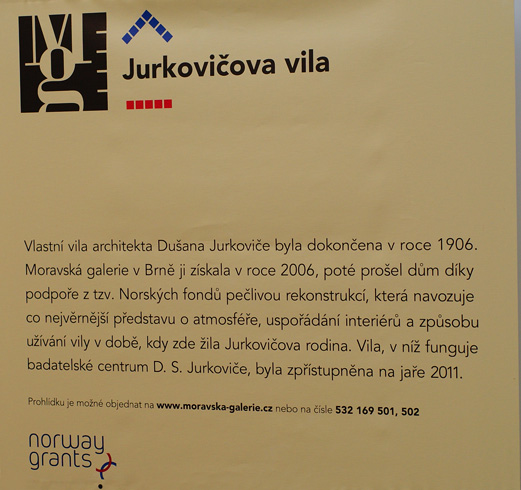 Mg
Jurkovičova vila
Vlastní vila architekta Dušana Jurkoviče byla dokončena v roce 1906.
Moravská galerie v Brně ji získala v roce 2006, poté prošel dům díky
podpoře z tzv. Norských fondů pečlivou rekonstrukcí, která navozuje
co nejvěrnější představu o atmosféře, uspořádání interiérů a způsobu
užívání vily v době, kdy zde žila Jurkovičova rodina. Vila, v níž funguje
badatelské centrum D. S. Jurkoviče, byla zpřístupněna na jaře 2011.
Prohlídku je možné objednat na www.moravska-galerie.cz nebo na čísle 532 169 501, 502
norway
grants